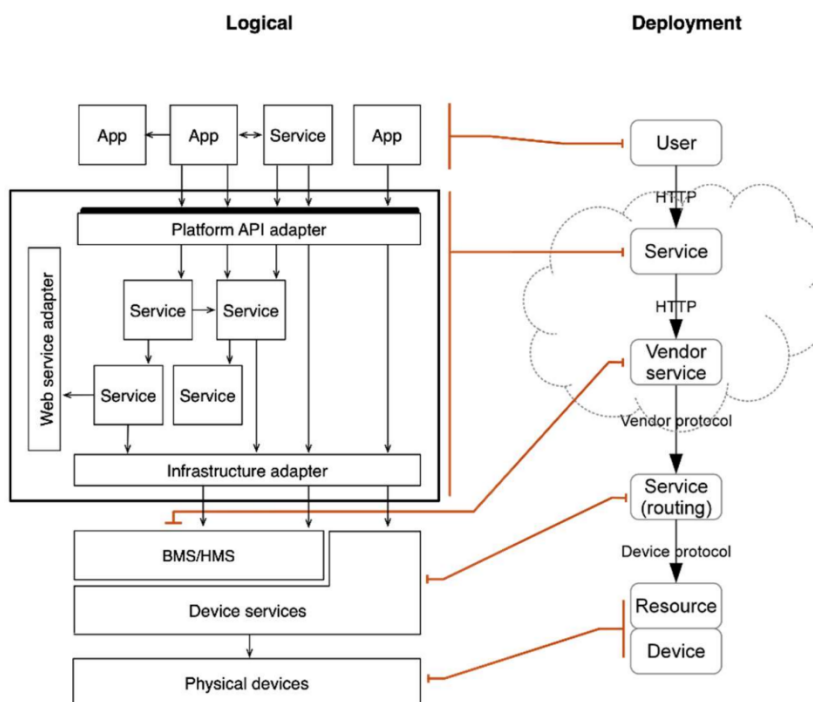 Logical
Deployment
App
App
Service
App
User
HTTP
Platform API adapter
Service
Web service adapter
Service
Service
HTTP
Service
Service
Vendor
service
Vendor protocol
Infrastructure adapter
Service
(routing)
BMS/HMS
Device protocol
Device services
Resource
Device
Physical devices